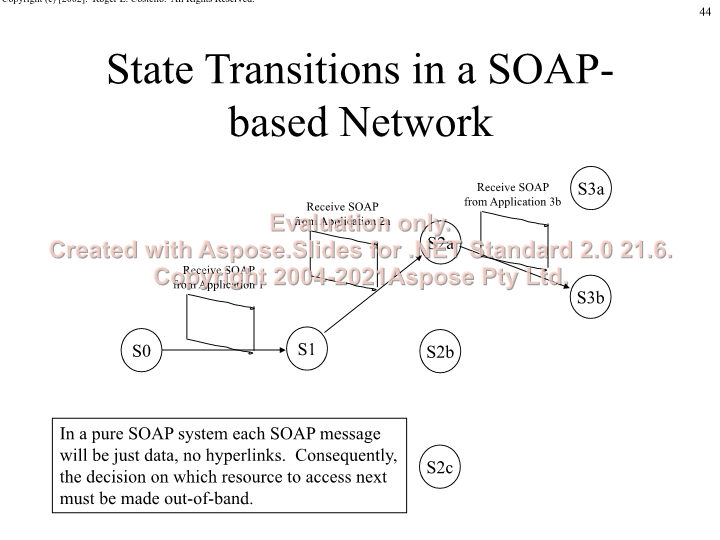 Copyright (c) [2002]. Roger L. Costello. All Rights Reserved.
44
State Transitions in a SOAP-
based Network
S3a
Receive SOAP
from Application 3b
Receive SOAP
from Application 2a
Evaluation only.
S2a
Created with Aspose.Slides for .NET Standard 2.0 21.6.
Receive SOAP
from Application 1
Copyright 2004-2021Aspose Pty Ltd.
S3b
S0
S1
S2b
In a pure SOAP system each SOAP message
will be just data, no hyperlinks.  Consequently,
the decision on which resource to access next
must be made out-of-band.
S2c